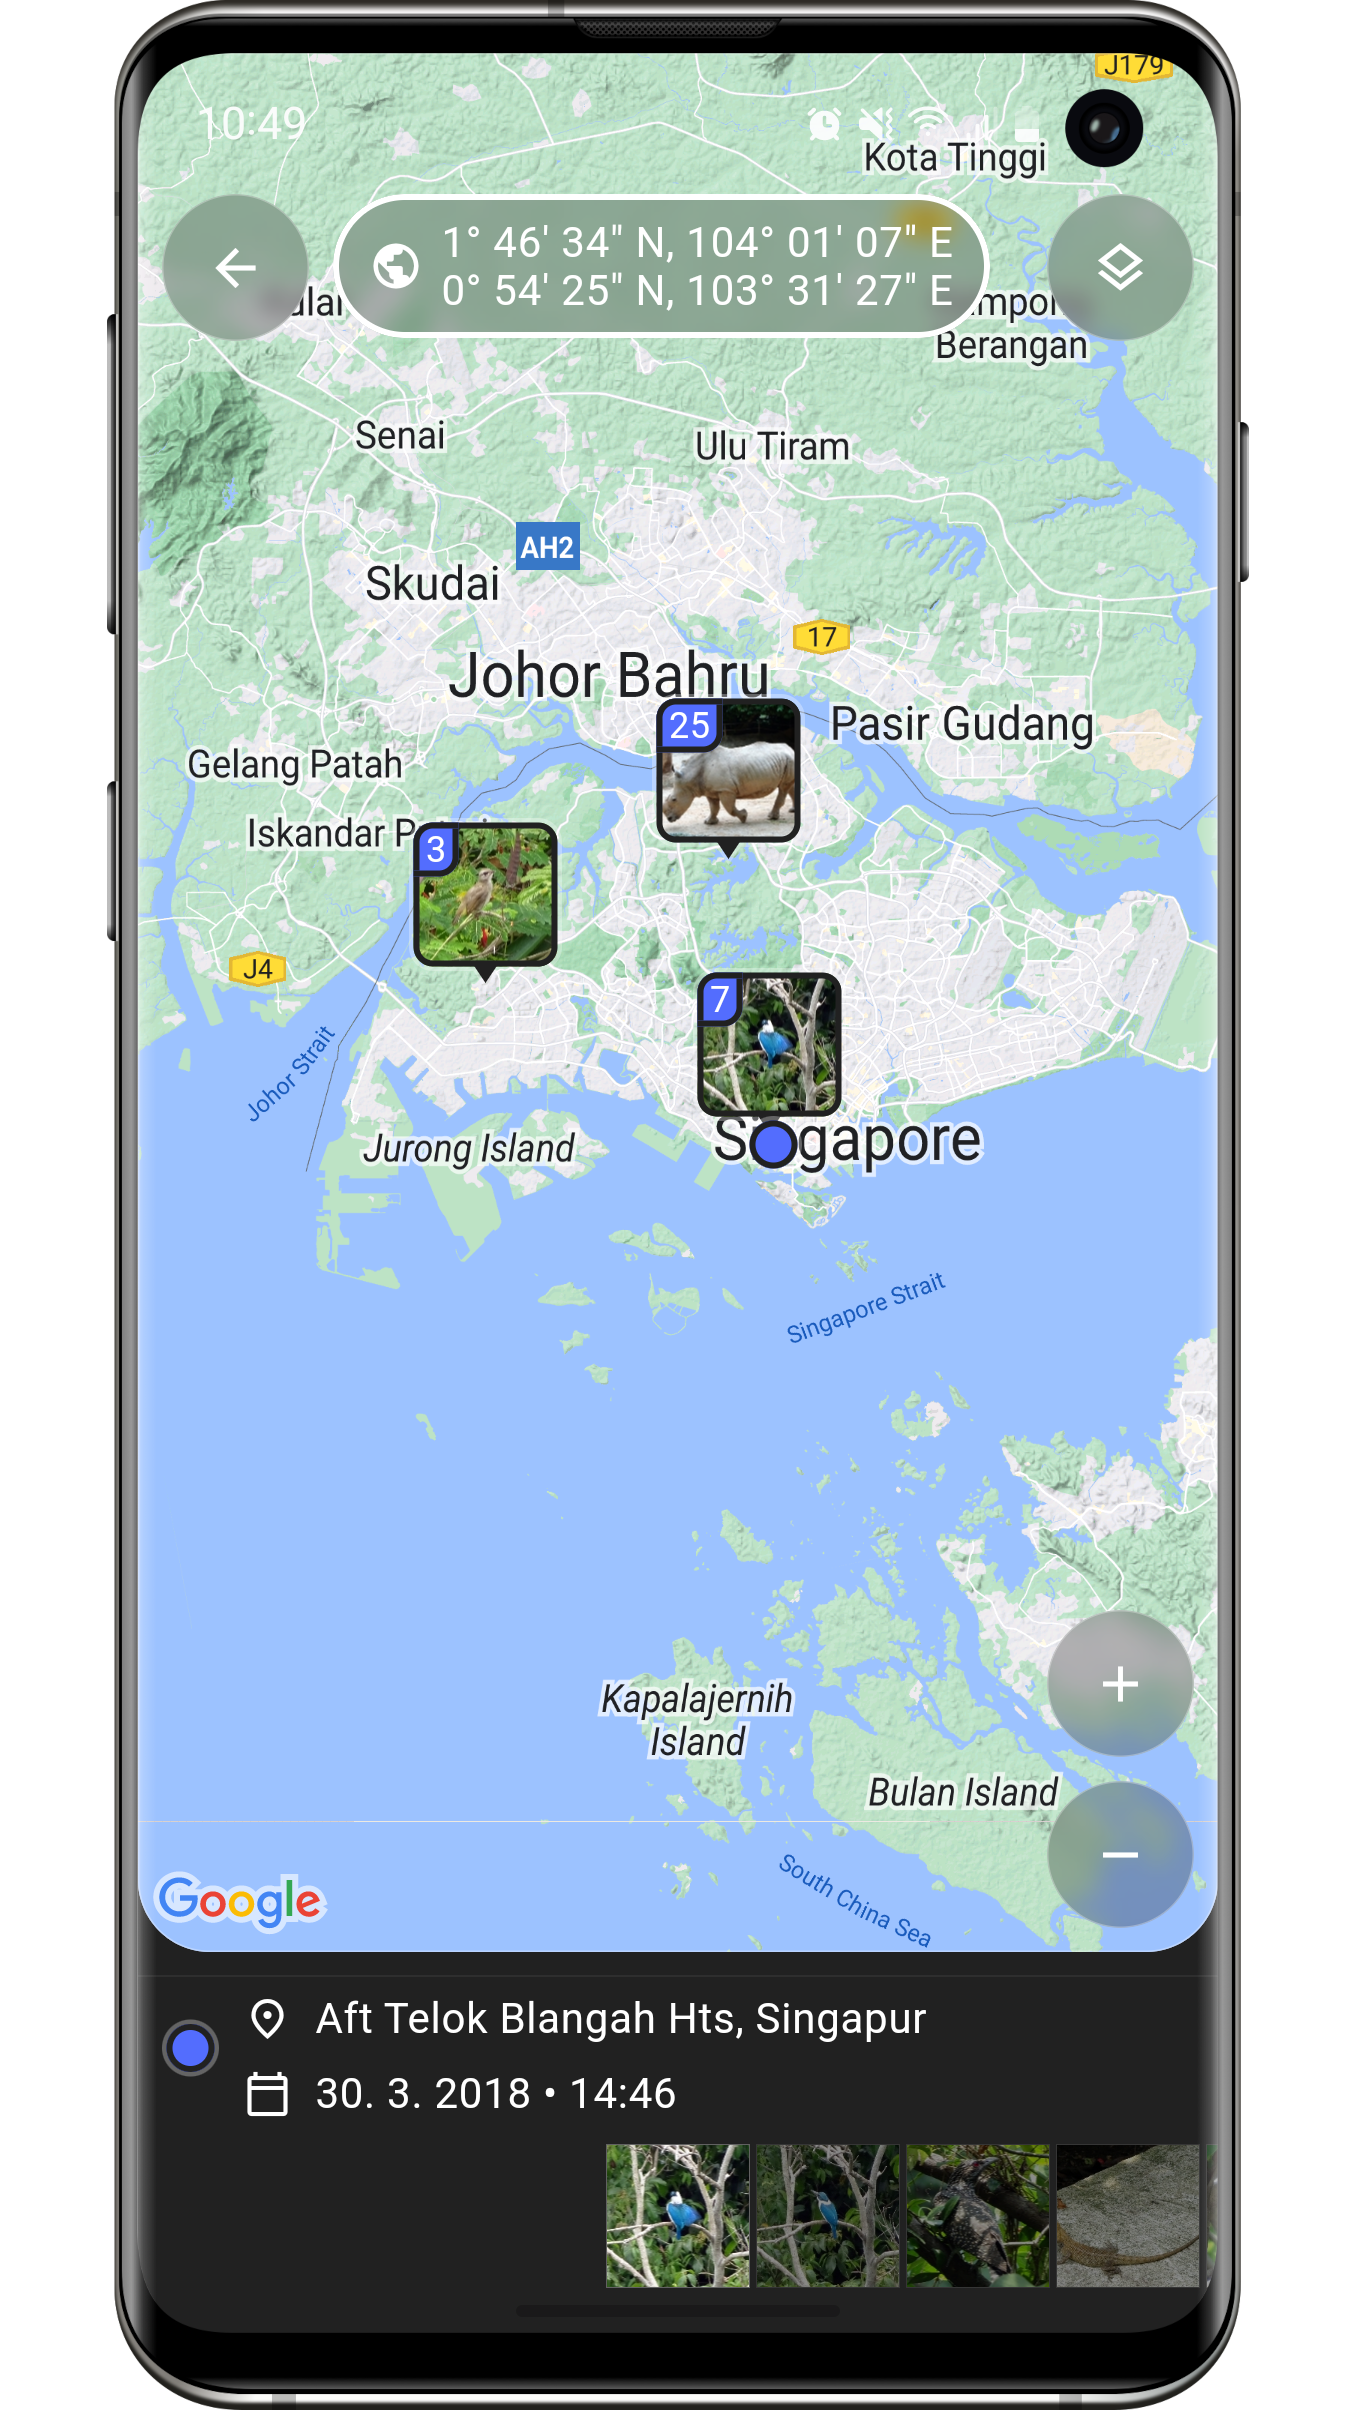 J179
10:49
Kota Tinggi
1° 46' 34" N, 104° 01' 07" E
0° 54' 25" N, 103° 31' 27" E
Berangan
Senai
Ulu Tiram
AH2
Skudai
17
Johor Bahru
25
Pasir Gudang
Gelang Patah
Iskandar
3
J4
7
Johor Strait
Jurong Island
Singapore Strait
Kapalajernih
Island
Bulan Island
South China Sea
Google
Aft Telok Blangah Hts, Singapur
30. 3. 2018 • 14:46